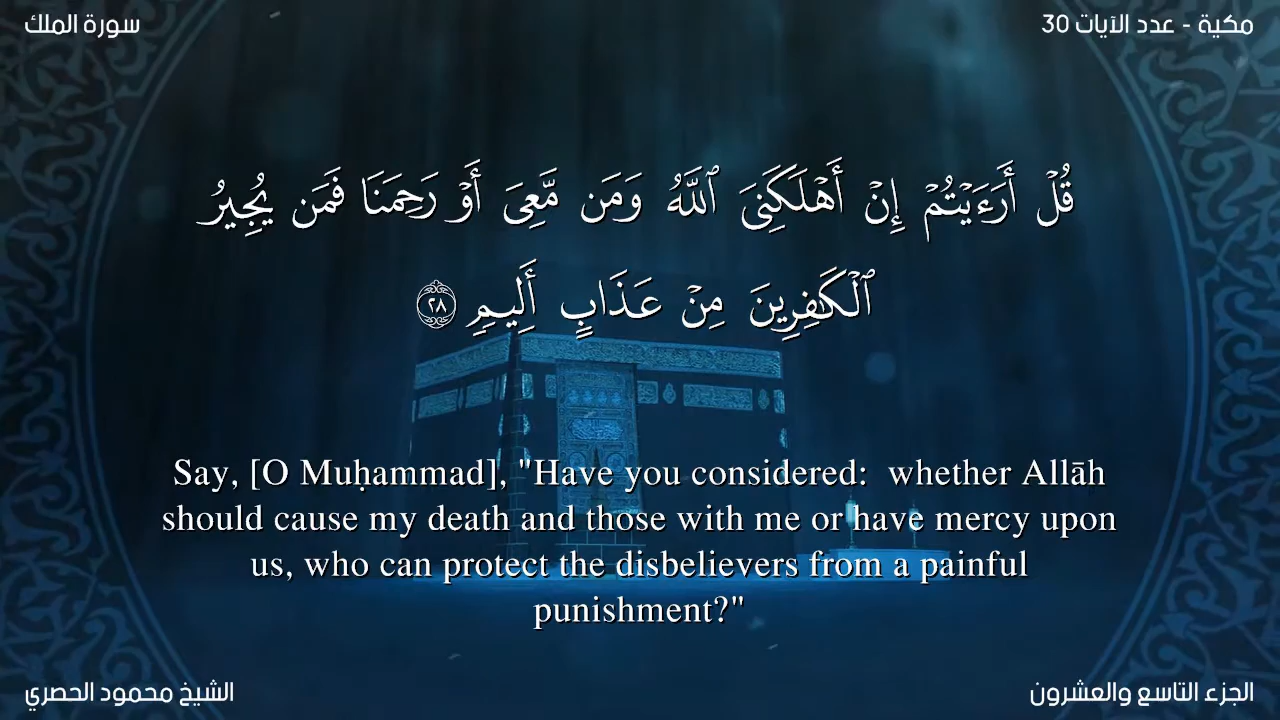 مكية - عدد الآيات 30
سورة الملك
قُلْ أَرَءَيْتُمْ إِنْ أَهْلَكَنِىَ ٱللَّهُ وَمَن مَّعِىَ أَوْ رَحِمَنَا فَمَن يُجِيرُ
ٱلْكَٰفِرِينَ مِنْ عَذَابٍ أَلِيمٍ ٢٨
Say, [O Muḥammad], "Have you considered:  whether Allāh
should cause my death and those with me or have mercy upon
us, who can protect the disbelievers from a painful
punishment?"
الجزء التاسع والعشرون
الشيخ محمود الحصري